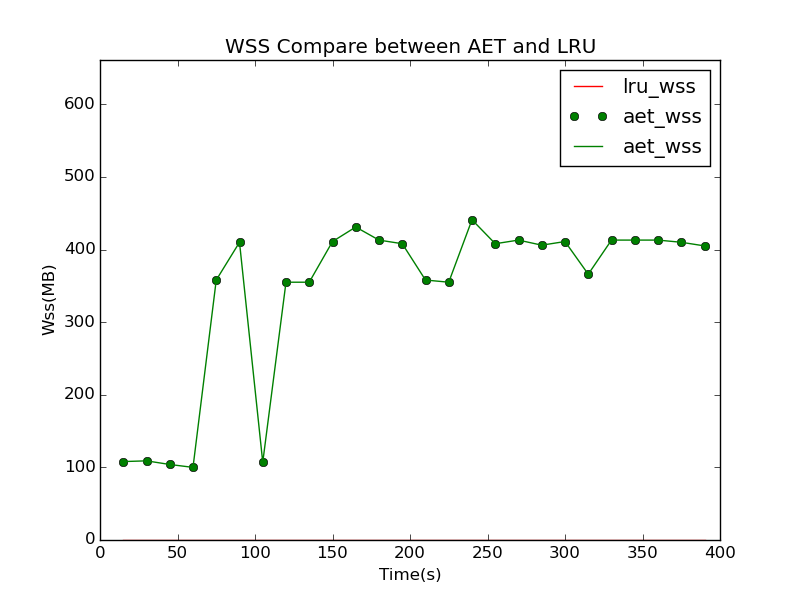 WSS Compare between AET and LRU
lru_wss
aet_wss
aet_wss
600
500
400
300
200
100
0
Wss(MB)
0 50 100 150 200 250 300 350 400
Time(s)